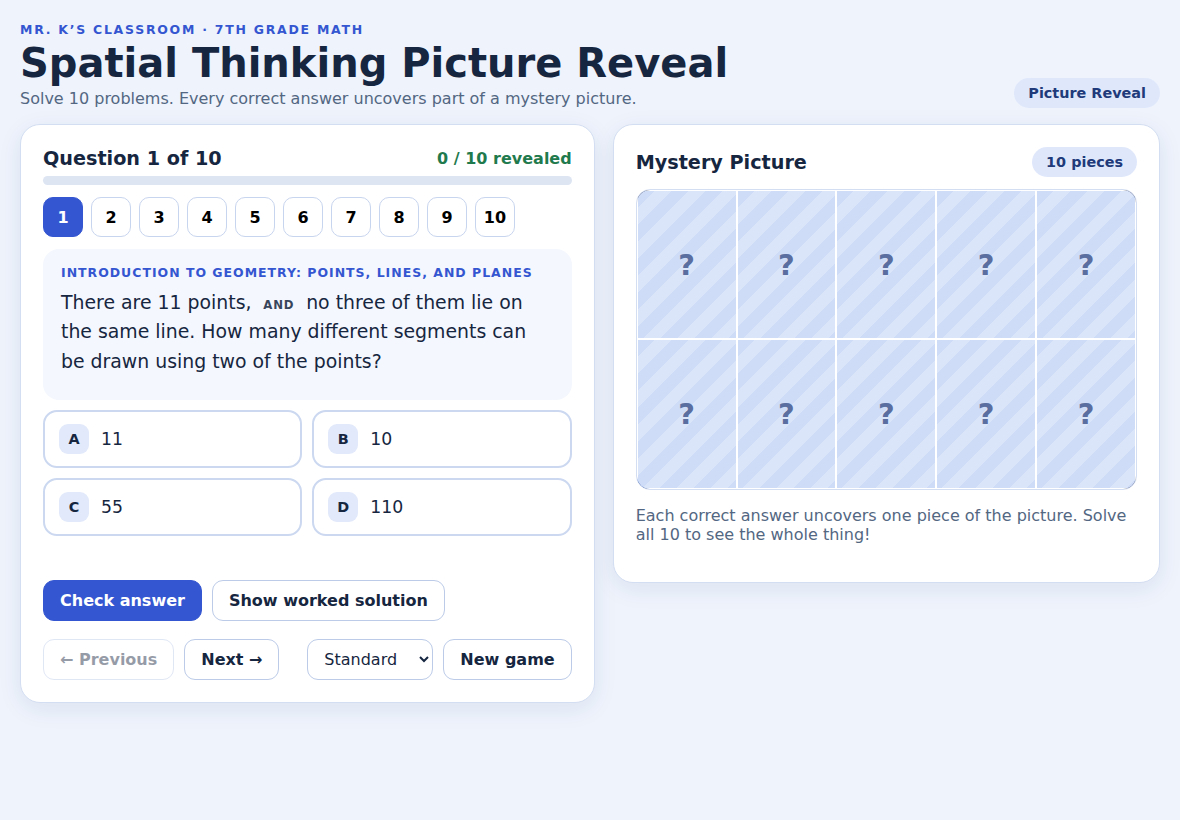 MR. K’S CLASSROOM · 7TH GRADE MATH
Spatial Thinking Picture Reveal
Solve 10 problems. Every correct answer uncovers part of a mystery picture.
Picture Reveal
Question 1 of 10
0 / 10 revealed
1 2 3 4 5 6 7 8 9 10
INTRODUCTION TO GEOMETRY: POINTS, LINES, AND PLANES
There are 11 points, AND no three of them lie on
the same line. How many different segments can
be drawn using two of the points?
A 11
B 10
C 55
D 110
Check answer
Show worked solution
← Previous
Next →
Standard
New game
Mystery Picture
10 pieces
? ? ? ? ?
? ? ? ? ?
Each correct answer uncovers one piece of the picture. Solve
all 10 to see the whole thing!